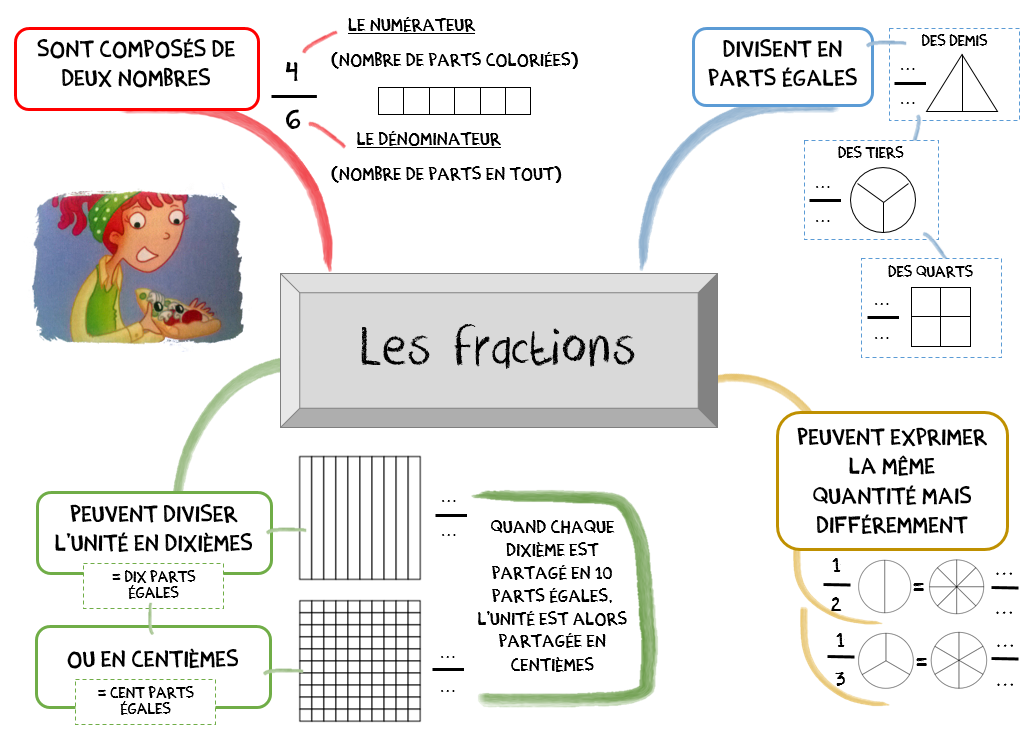 SONT COMPOSÉS DE
DEUX NOMBRES
4
6
LE NUMÉRATEUR
(NOMBRE DE PARTS COLORIÉES)
LE DÉNOMINATEUR
(NOMBRE DE PARTS EN TOUT)
DIVISENT EN
PARTS ÉGALES
DES DEMIS
...
...
DES TIERS
...
...
DES QUARTS
...
...
Les fractions
PEUVENT EXPRIMER
LA MÊME
QUANTITÉ MAIS
DIFFÉREMMENT
1
2
=
...
...
1
3
=
...
...
PEUVENT DIVISER
L'UNITÉ EN DIXIÈMES
= DIX PARTS
ÉGALES
...
...
OU EN CENTIÈMES
= CENT PARTS
ÉGALES
...
...
QUAND CHAQUE
DIXIÈME EST
PARTAGÉ EN 10
PARTS ÉGALES,
L'UNITÉ EST ALORS
PARTAGÉE EN
CENTIÈMES